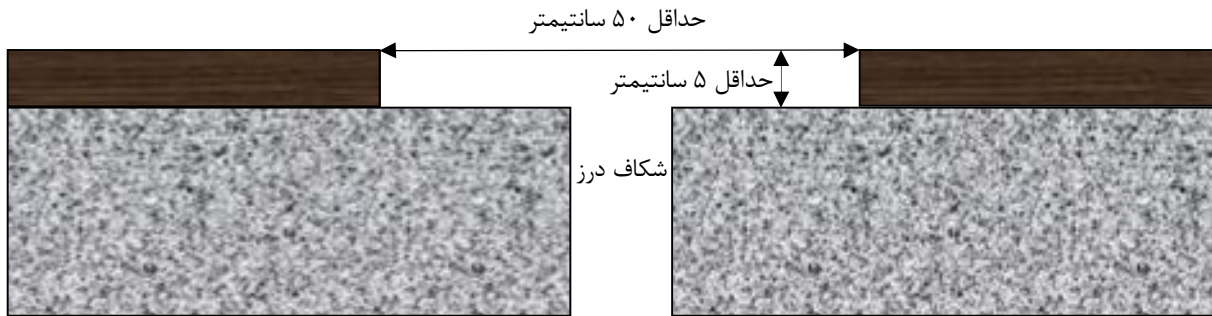 حداقل ۵۰ سانتیمتر
حداقل ۵ سانتیمتر
شکاف درز